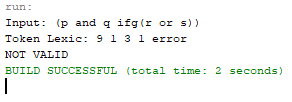 run:
Input: (p and q ifg(r or s))
Token Lexic: 9 1 3 1 error
NOT VALID
BUILD SUCCESSFUL (total time: 2 seconds)